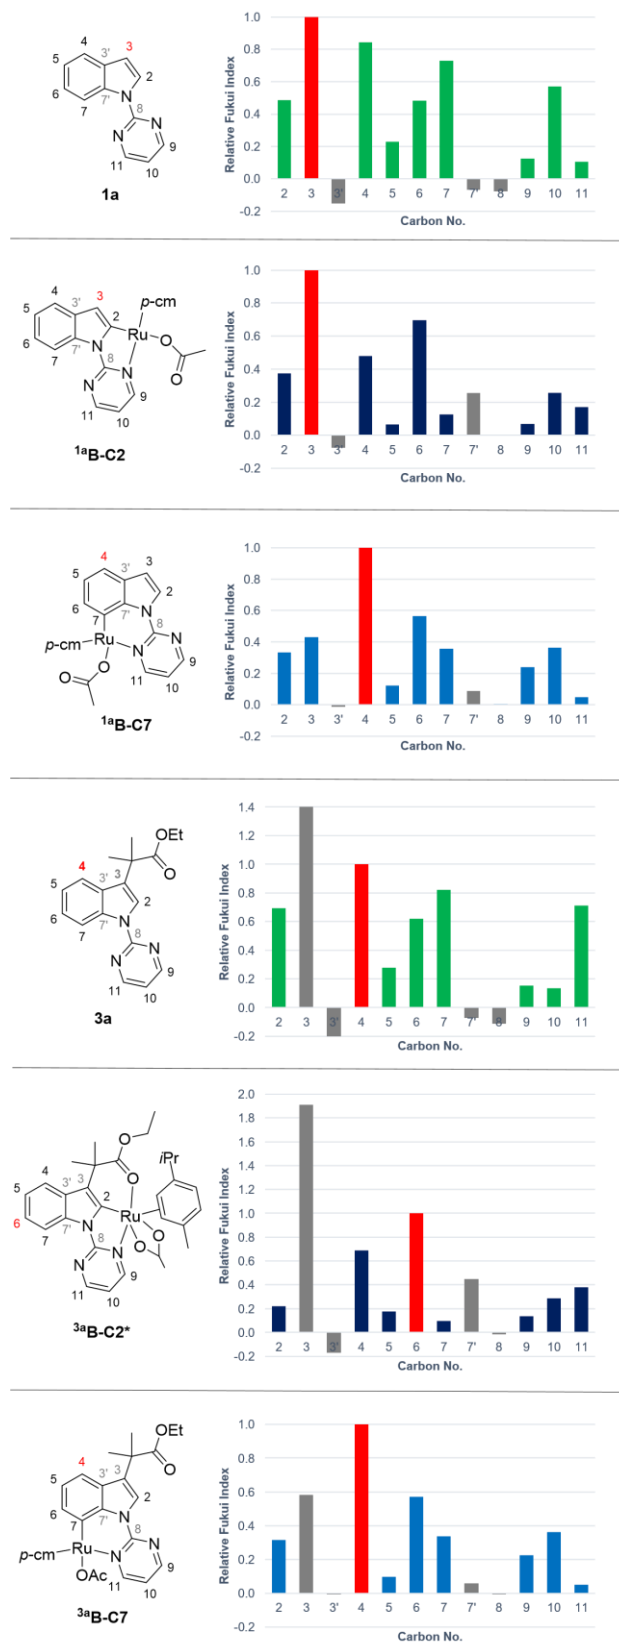 4
3
5
3'
2
6
7'
N
7
8
N
N
9
11
10
1a
Relative Fukui Index
1.0
0.8
0.6
0.4
0.2
0.0
-0.2
2 3 3' 4 5 6 7 7' 8 9 10 11
Carbon No.
4
3
p-cm
5
3'
2
Ru
O
6
7'
N
7
8
N
N
O
9
11
10
1aB-C2
Relative Fukui Index
1.0
0.8
0.6
0.4
0.2
0.0
-0.2
2 3 3' 4 5 6 7 7' 8 9 10 11
Carbon No.
4
3
5
3'
2
6
7'
N
7
8
N
p-cm
Ru
N
O
O
11
9
10
1aB-C7
Relative Fukui Index
1.0
0.8
0.6
0.4
0.2
0.0
-0.2
2 3 3' 4 5 6 7 7' 8 9 10 11
Carbon No.
OEt
O
4
3
5
3'
2
6
7'
N
7
8
N
N
9
11
10
3a
Relative Fukui Index
1.4
1.2
1.0
0.8
0.6
0.4
0.2
0.0
-0.2
2 3 3' 4 5 6 7 7' 8 9 10 11
Carbon No.
O
O
iPr
4
3
5
3'
2
Ru
6
7'
N
O
7
8
N
N
O
9
11
10
3aB-C2*
Relative Fukui Index
2.0
1.8
1.6
1.4
1.2
1.0
0.8
0.6
0.4
0.2
0.0
-0.2
2 3 3' 4 5 6 7 7' 8 9 10 11
Carbon No.
OEt
O
4
3
5
3'
2
6
7'
N
7
8
N
p-cm
Ru
N
OAc
11
9
10
3aB-C7
Relative Fukui Index
1.0
0.8
0.6
0.4
0.2
0.0
-0.2
2 3 3' 4 5 6 7 7' 8 9 10 11
Carbon No.